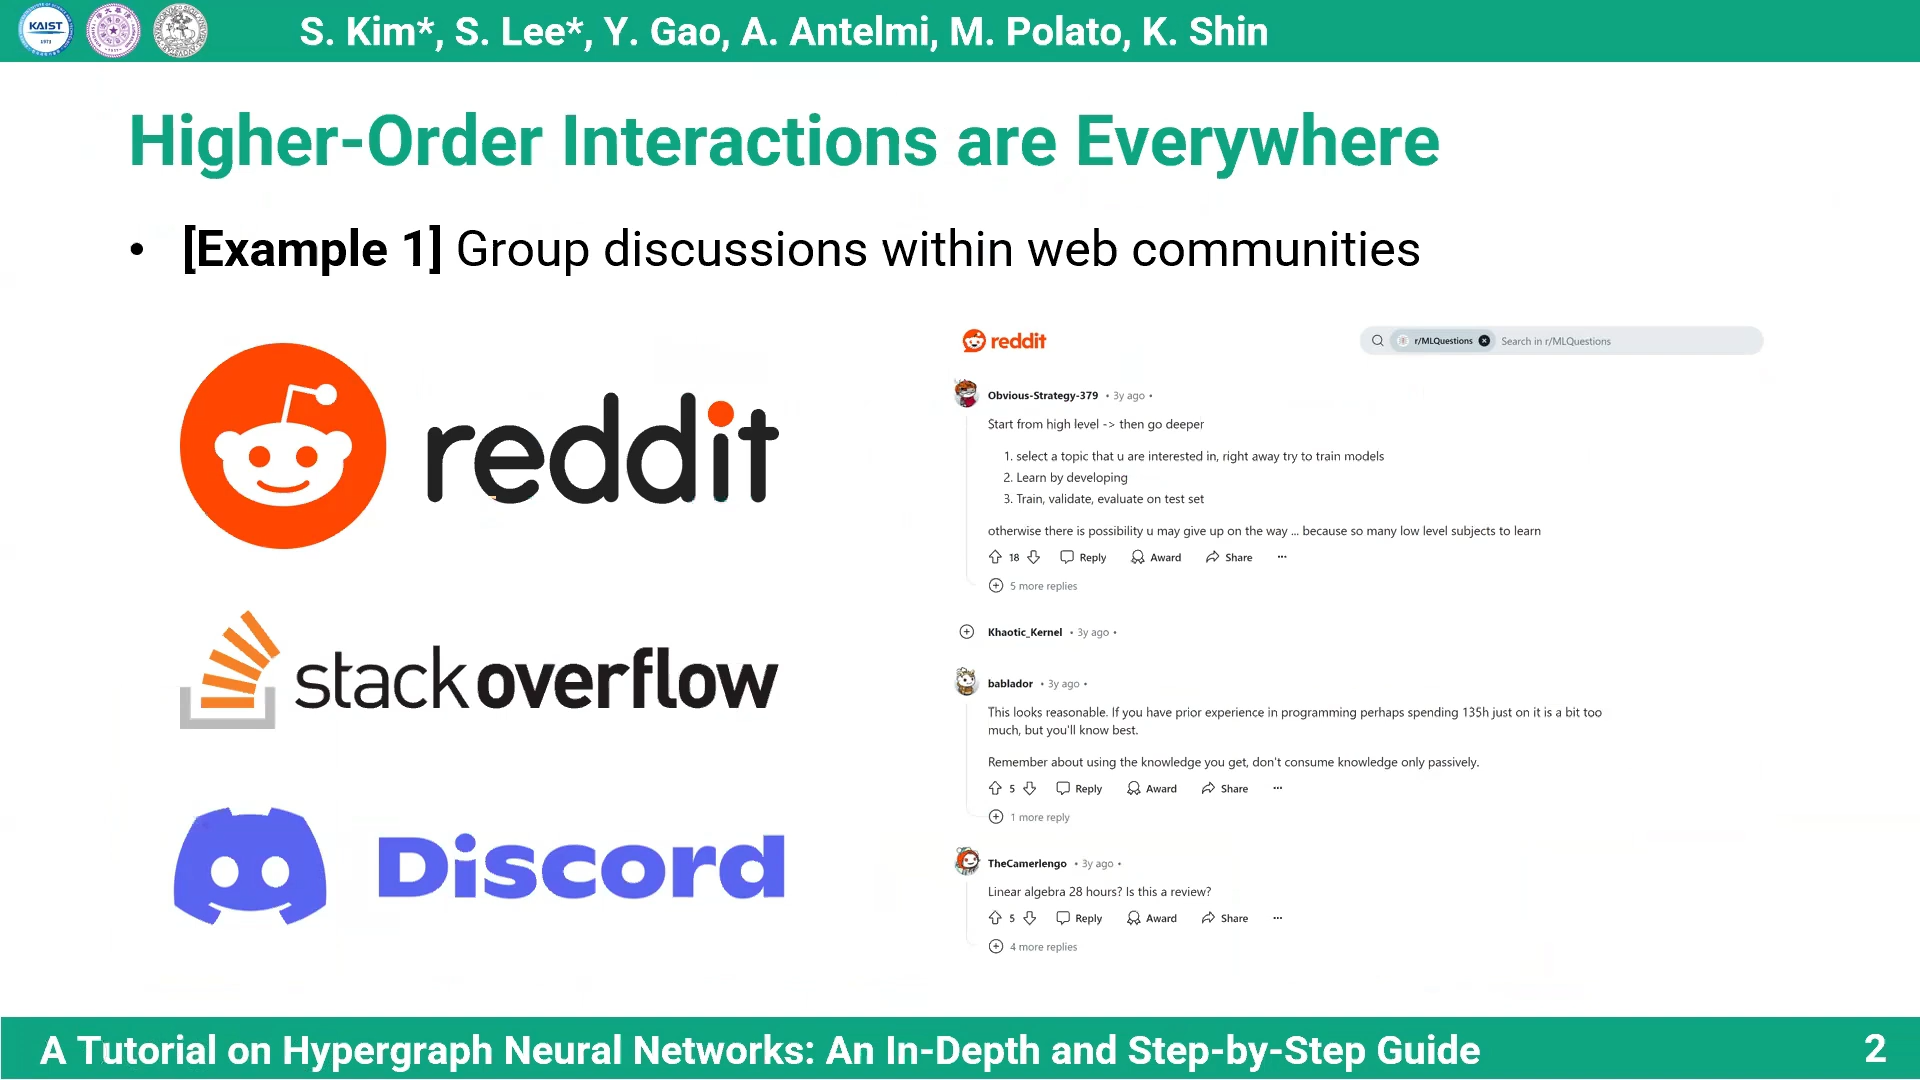 KAIST
1971
S. Kim*, S. Lee*, Y. Gao, A. Antelmi, M. Polato, K. Shin
Higher-Order Interactions are Everywhere
• [Example 1] Group discussions within web communities
reddit
stackoverflow
Discord
reddit
r/MLQuestions Search in r/MLQuestions
Obvious-Strategy-379 • 3y ago •
Start from high level -> then go deeper
1. select a topic that u are interested in, right away try to train models
2. Learn by developing
3. Train, validate, evaluate on test set
otherwise there is possibility u may give up on the way ... because so many low level subjects to learn
18 Reply Award Share ...
5 more replies
Khaotic_Kernel • 3y ago •
bablador • 3y ago •
This looks reasonable. If you have prior experience in programming perhaps spending 135h just on it is a bit too
much, but you'll know best.
Remember about using the knowledge you get, don't consume knowledge only passively.
5 Reply Award Share ...
1 more reply
TheCamerlengo • 3y ago •
Linear algebra 28 hours? Is this a review?
5 Reply Award Share ...
4 more replies
A Tutorial on Hypergraph Neural Networks: An In-Depth and Step-by-Step Guide
2